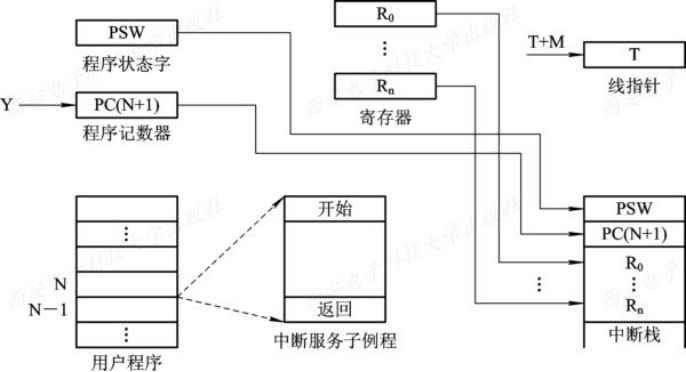 PSW
程序状态字
Y
PC(N+1)
程序记数器
R₀
⋮
Rₙ
寄存器
T+M
T
线指针
⋮
N
N－1
⋮
用户程序
开始
返回
中断服务子例程
PSW
PC(N+1)
R₀
⋮
⋮
Rₙ
中断栈
西安电子科技大学出版社
西安电子科技大学出版社
西安电子科技大学出版社
西安电子科技大学出版社